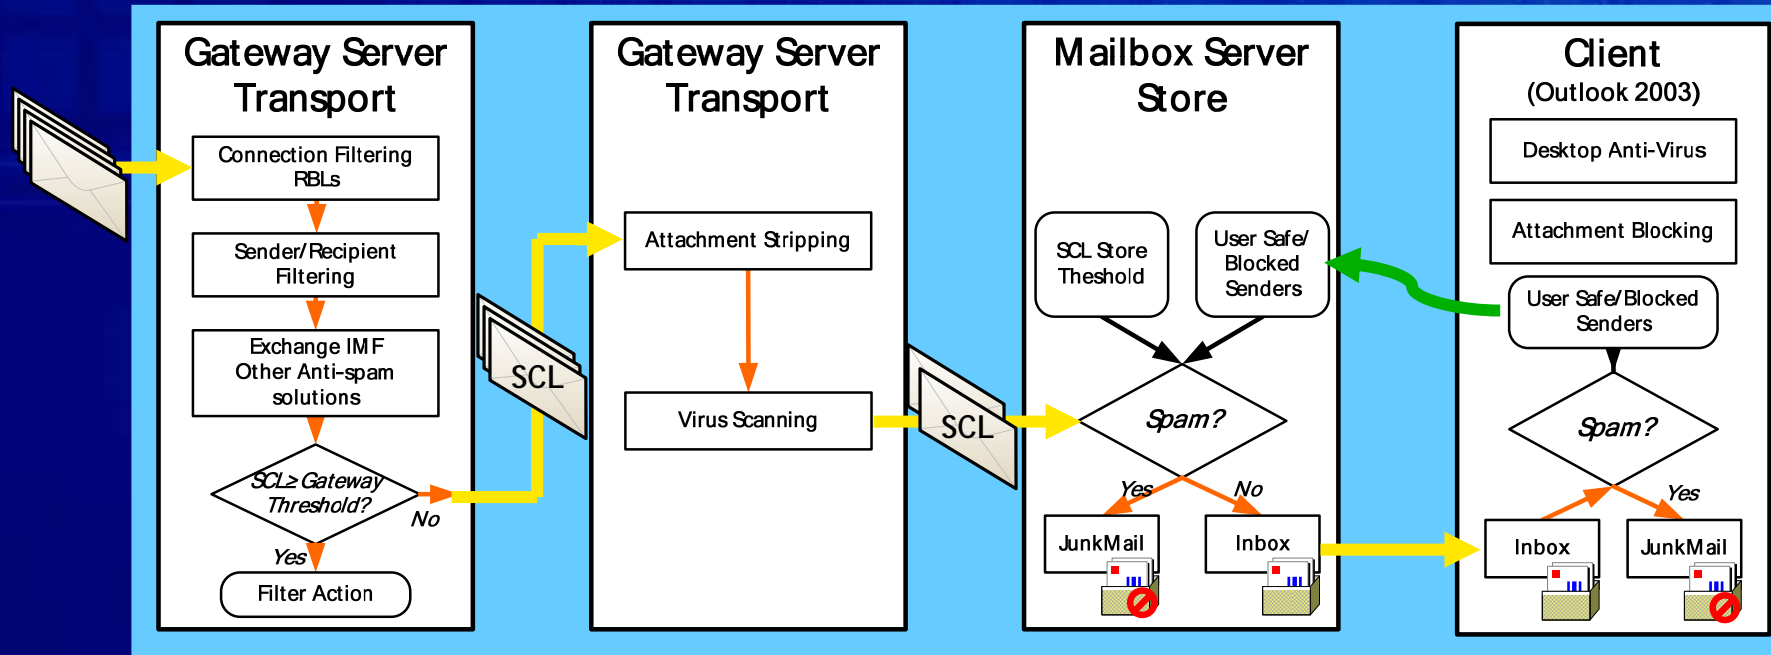 Gateway Server
Transport
Connection Filtering
RBLs
Sender/Recipient
Filtering
Exchange IMF
Other Anti-spam
solutions
SCL≥ Gateway
Threshold?
No
Yes
Filter Action
SCL
Gateway Server
Transport
Attachment Stripping
Virus Scanning
SCL
Mailbox Server
Store
SCL Store
Theshold
User Safe/
Blocked
Senders
Spam?
Yes
No
JunkMail
Inbox
Client
(Outlook 2003)
Desktop Anti-Virus
Attachment Blocking
User Safe/Blocked
Senders
Spam?
Yes
Inbox
JunkMail